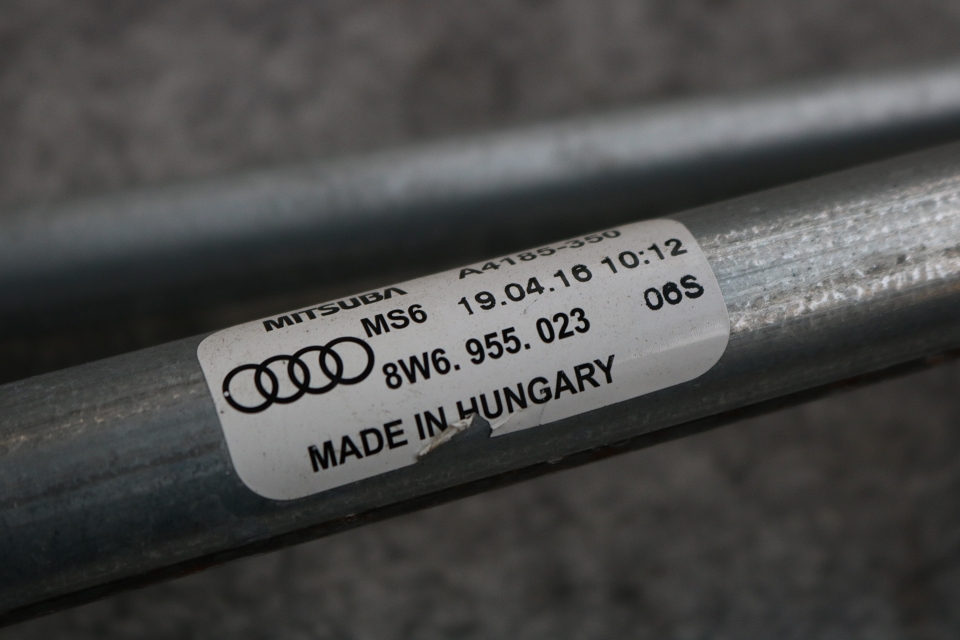 MITSUBA A4185-350
MS6 19.04.16 10:12
8W6. 955. 023 06S
MADE IN HUNGARY